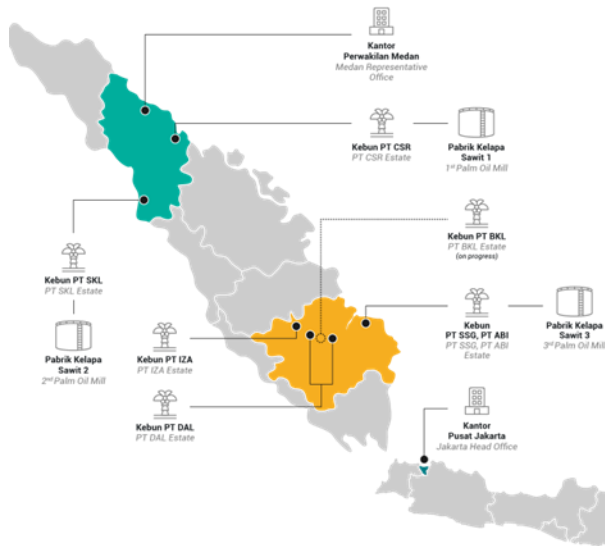 Kantor
Perwakilan Medan
Medan Representative
Office
Kebun PT CSR
PT CSR Estate
Pabrik Kelapa
Sawit 1
1st Palm Oil Mill
Kebun PT BKL
PT BKL Estate
(on progress)
Kebun PT SKL
PT SKL Estate
Pabrik Kelapa
Sawit 2
2nd Palm Oil Mill
Kebun PT IZA
PT IZA Estate
Kebun
PT SSG, PT ABI
PT SSG, PT ABI
Estate
Pabrik Kelapa
Sawit 3
3rd Palm Oil Mill
Kebun PT DAL
PT DAL Estate
Kantor
Pusat Jakarta
Jakarta Head Office